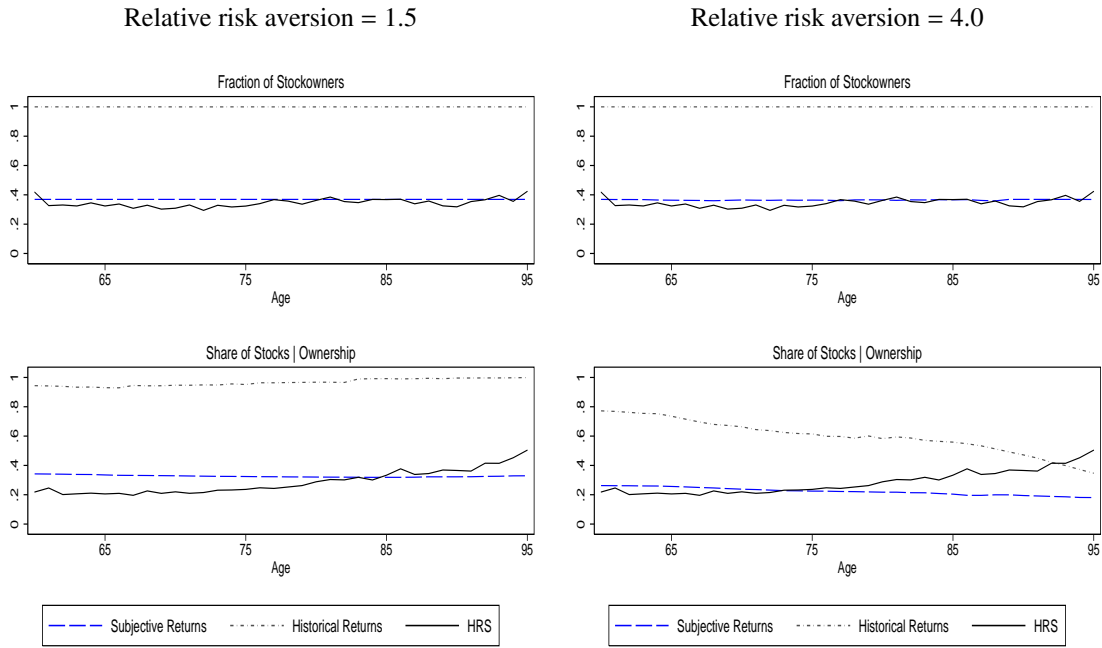 Relative risk aversion = 1.5
Relative risk aversion = 4.0
Fraction of Stockowners
0 .2 .4 .6 .8 1
65 75 85 95
Age
Fraction of Stockowners
0 .2 .4 .6 .8 1
65 75 85 95
Age
Share of Stocks | Ownership
0 .2 .4 .6 .8 1
65 75 85 95
Age
Share of Stocks | Ownership
0 .2 .4 .6 .8 1
65 75 85 95
Age
Subjective Returns Historical Returns HRS
Subjective Returns Historical Returns HRS